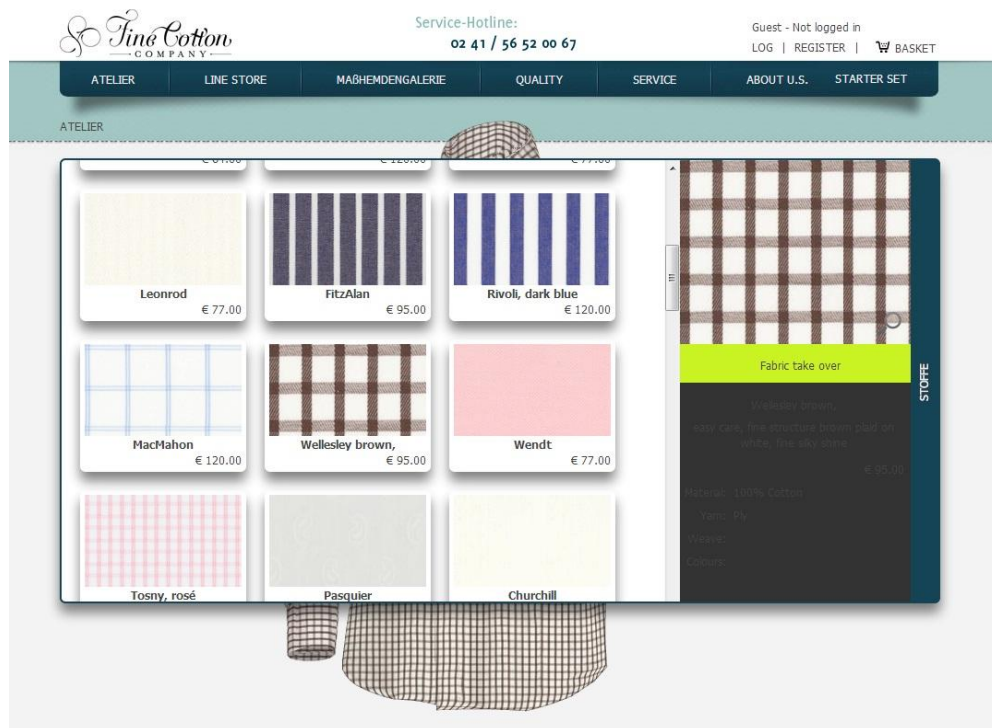 Fine Cotton
COMPANY
Service-Hotline:
02 41 / 56 52 00 67
Guest - Not logged in
LOG | REGISTER | BASKET
ATELIER LINE STORE MAßHEMDENGALERIE QUALITY SERVICE ABOUT U.S. STARTER SET
ATELIER
Leonrod
€ 77.00
FitzAlan
€ 95.00
Rivoli, dark blue
€ 120.00
MacMahon
€ 120.00
Wellesley brown,
€ 95.00
Wendt
€ 77.00
Tosny, rosé
Pasquier
Churchill
Fabric take over
Wellesley brown,
easy care, fine structure brown plaid on
white, fine silky shine
€ 95.00
Material: 100% Cotton
Yarn: Ply
Weave:
Colours:
STOFFE